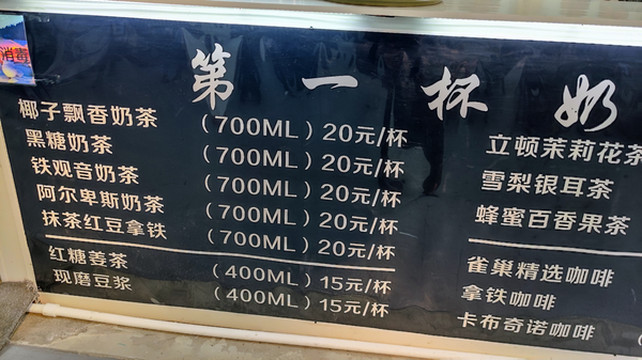 消毒
第一杯奶
椰子飘香奶茶 (700ML) 20元/杯
黑糖奶茶 (700ML) 20元/杯
铁观音奶茶 (700ML) 20元/杯
阿尔卑斯奶茶 (700ML) 20元/杯
抹茶红豆拿铁 (700ML) 20元/杯
红糖姜茶 (400ML) 15元/杯
现磨豆浆 (400ML) 15元/杯
立顿茉莉花茶
雪梨银耳茶
蜂蜜百香果茶
雀巢精选咖啡
拿铁咖啡
卡布奇诺咖啡